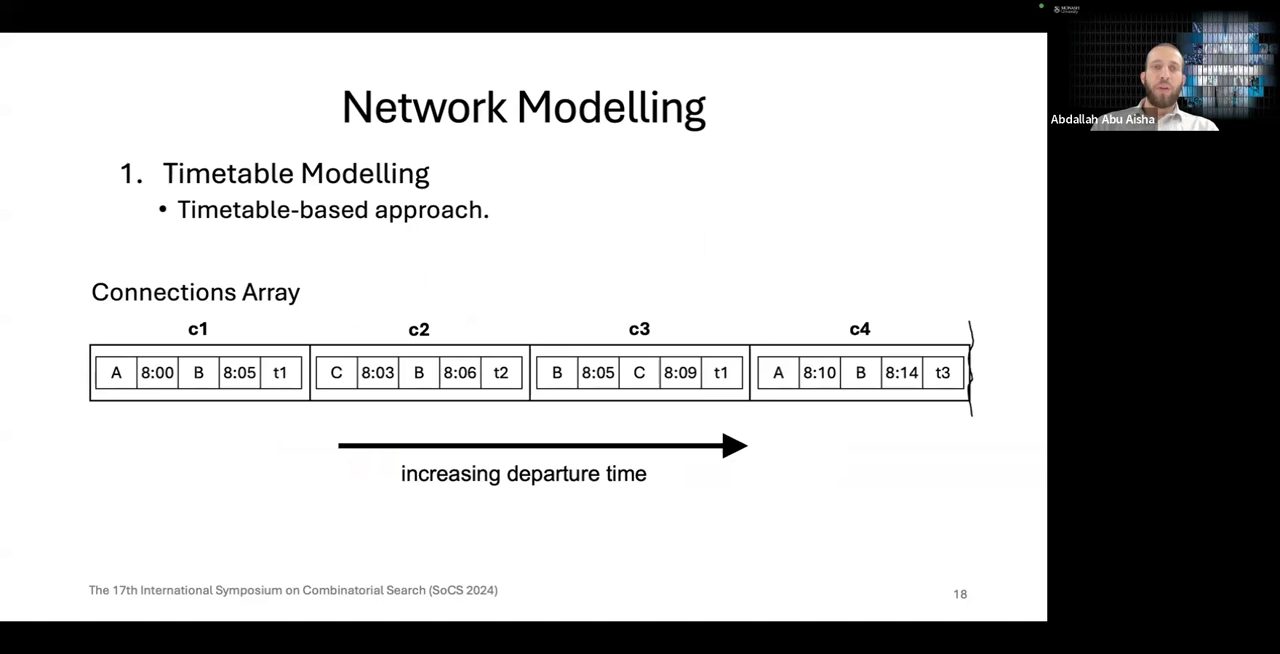 MONASH
University
Abdallah Abu Aisha
Network Modelling
1. Timetable Modelling
• Timetable-based approach.
Connections Array
c1 c2 c3 c4
A 8:00 B 8:05 t1 C 8:03 B 8:06 t2 B 8:05 C 8:09 t1 A 8:10 B 8:14 t3
increasing departure time
The 17th International Symposium on Combinatorial Search (SoCS 2024)
18